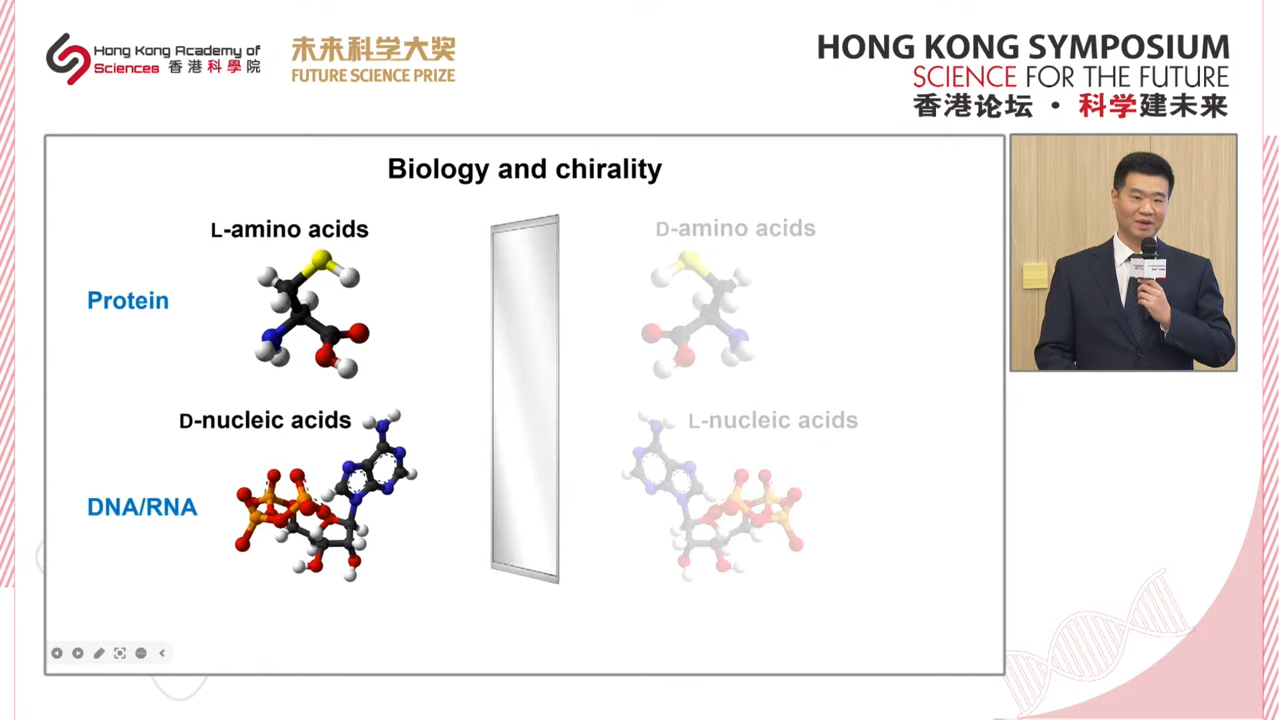 Hong Kong Academy of
Sciences 香港科學院
未来科学大奖
FUTURE SCIENCE PRIZE
HONG KONG SYMPOSIUM
SCIENCE FOR THE FUTURE
香港论坛 · 科学建未来
Biology and chirality
L-amino acids
D-amino acids
Protein
D-nucleic acids
L-nucleic acids
DNA/RNA